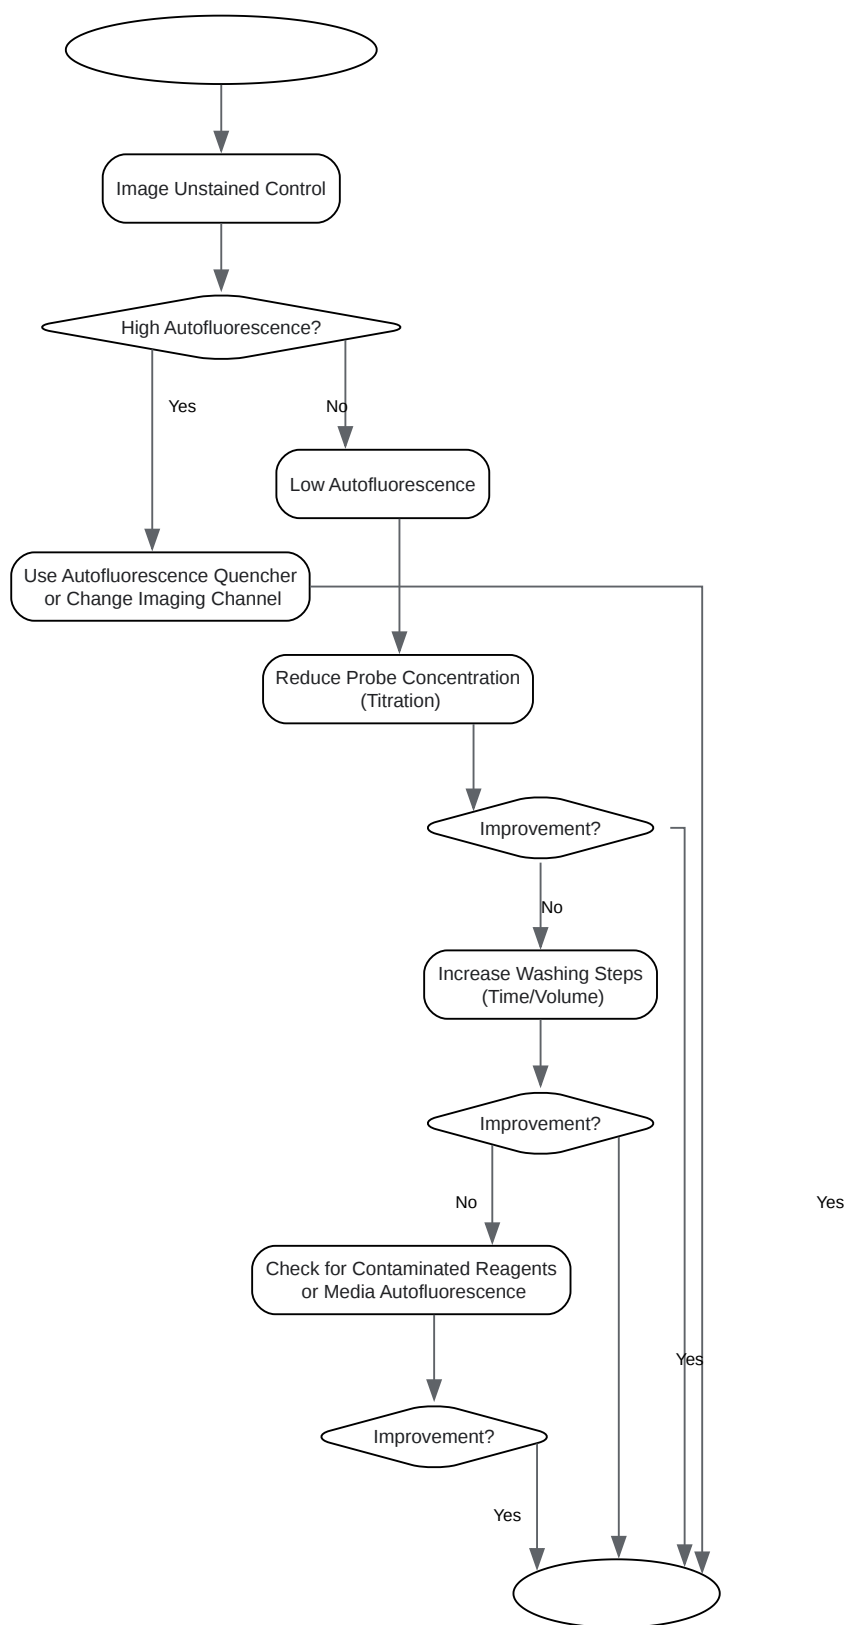 Image Unstained Control
High Autofluorescence?
Yes
No
Low Autofluorescence
Use Autofluorescence Quencher
or Change Imaging Channel
Reduce Probe Concentration
(Titration)
Improvement?
No
Increase Washing Steps
(Time/Volume)
Improvement?
No
Yes
Check for Contaminated Reagents
or Media Autofluorescence
Yes
Improvement?
Yes